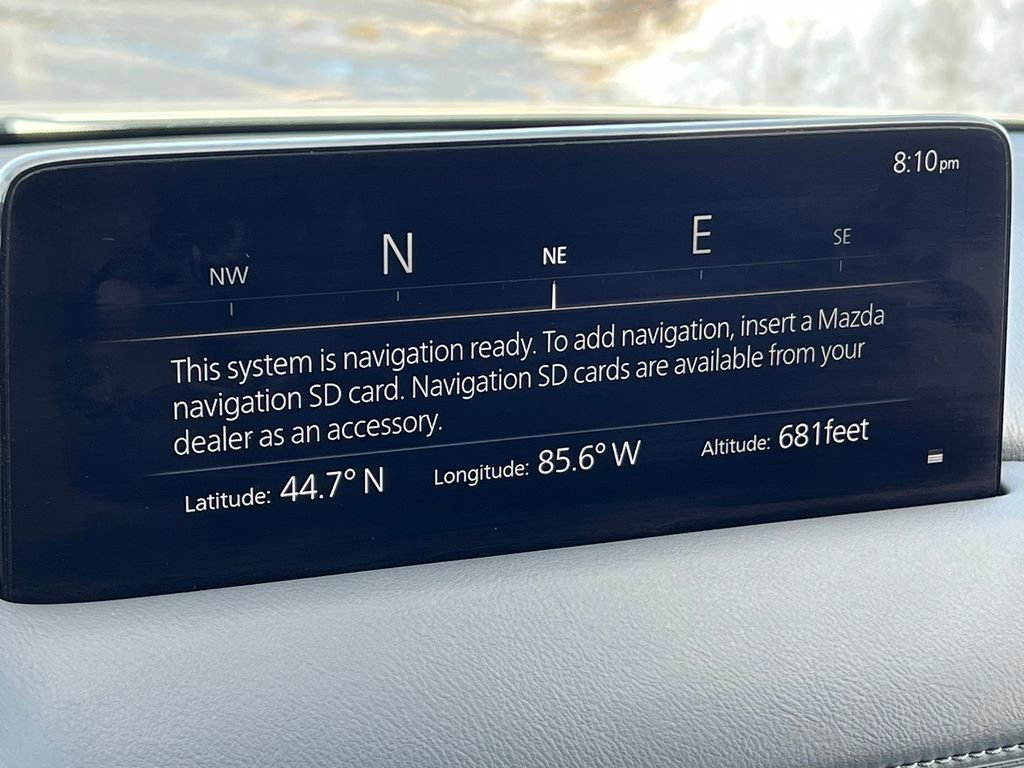 8:10pm
NW N NE E SE
This system is navigation ready. To add navigation, insert a Mazda
navigation SD card. Navigation SD cards are available from your
dealer as an accessory.
Latitude: 44.7° N Longitude: 85.6° W Altitude: 681feet